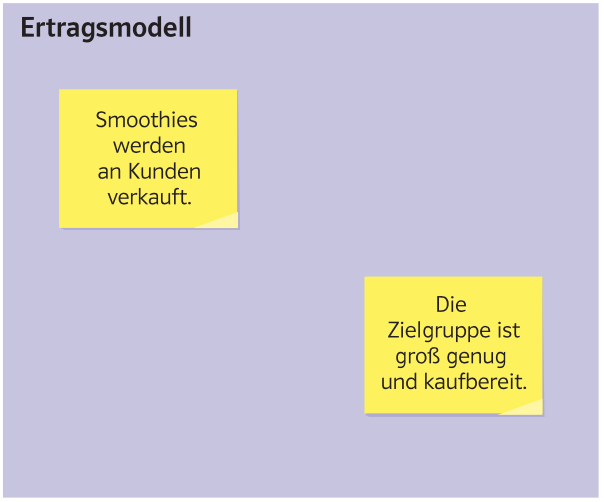 Ertragsmodell
Smoothies
werden
an Kunden
verkauft.
Die
Zielgruppe ist
groß genug
und kaufbereit.